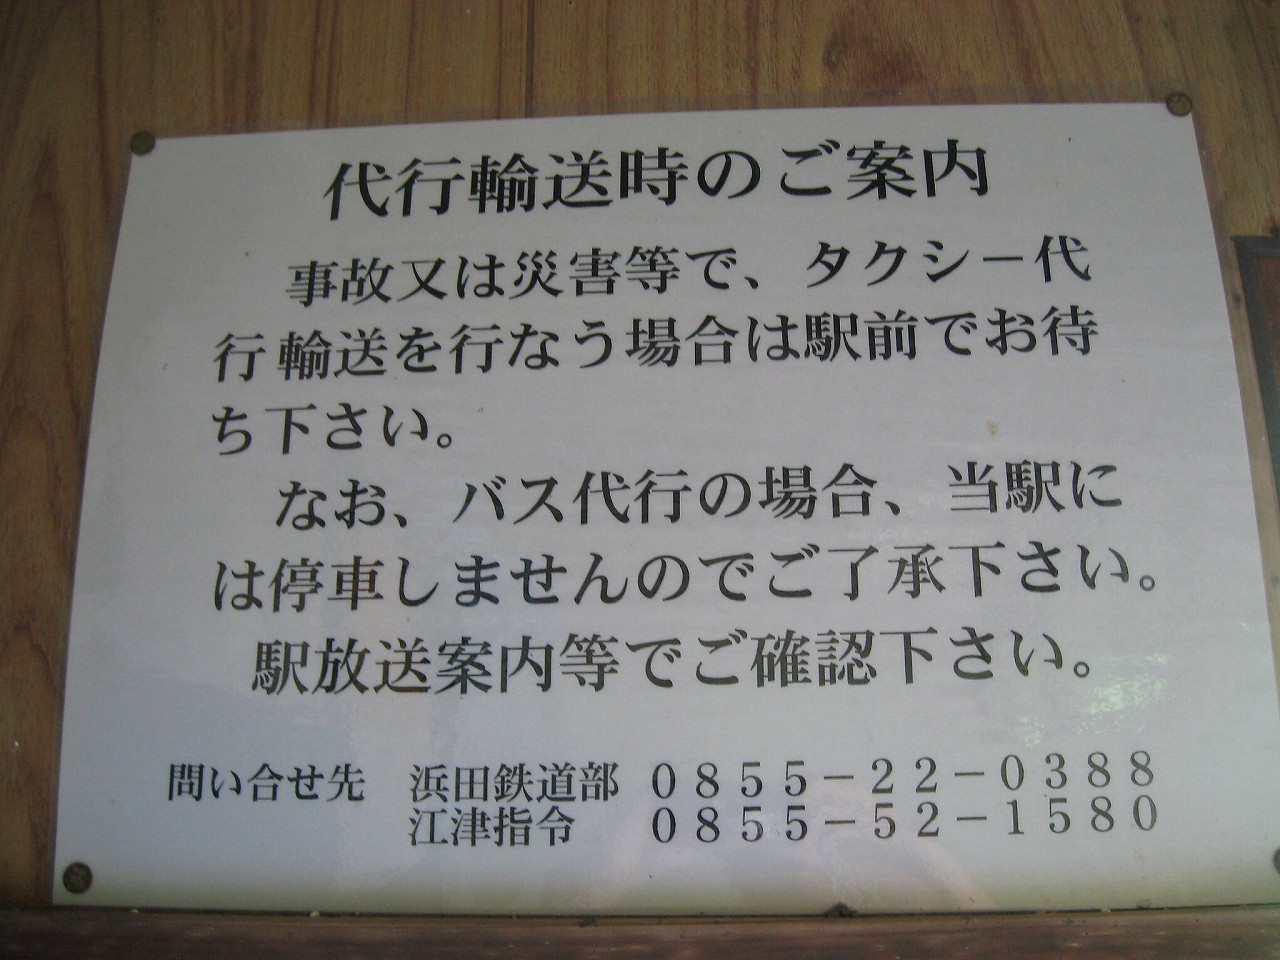 代行輸送時のご案内
事故又は災害等で、タクシー代
行輸送を行なう場合は駅前でお待
ち下さい。
なお、バス代行の場合、当駅に
は停車しませんのでご了承下さい。
駅放送案内等でご確認下さい。
問い合せ先 浜田鉄道部 0855-22-0388
江津指令 0855-52-1580